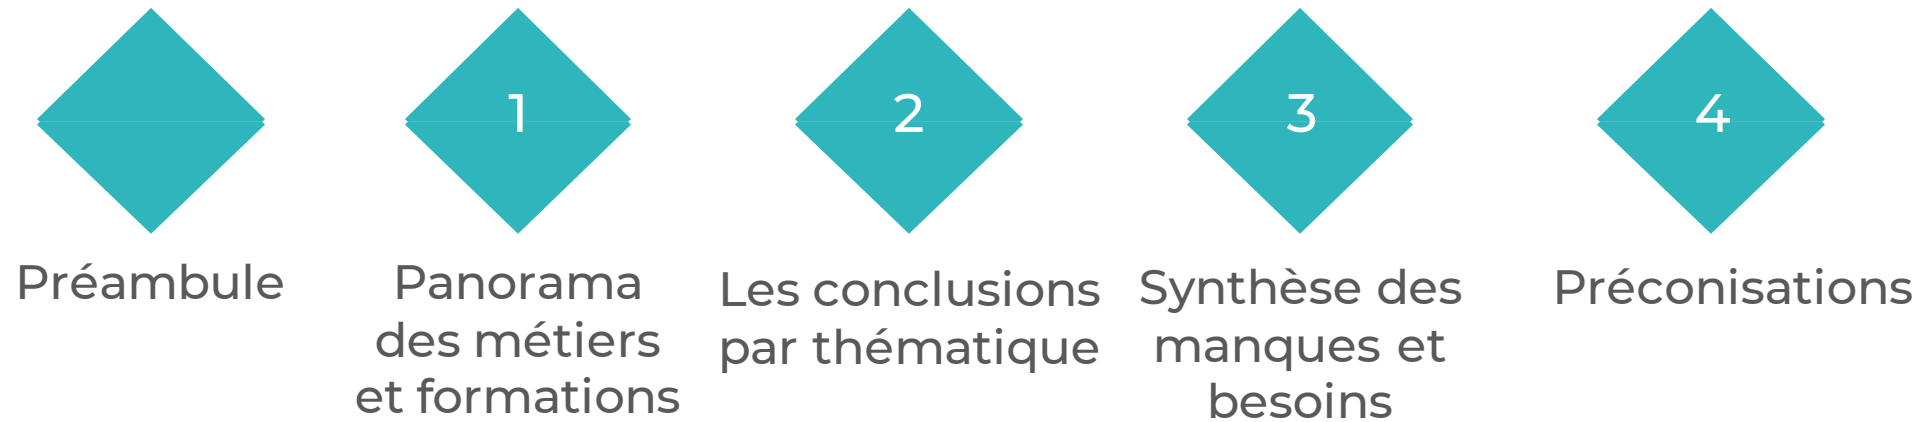 Préambule
1
Panorama
des métiers
et formations
2
Les conclusions
par thématique
3
Synthèse des
manques et
besoins
4
Préconisations